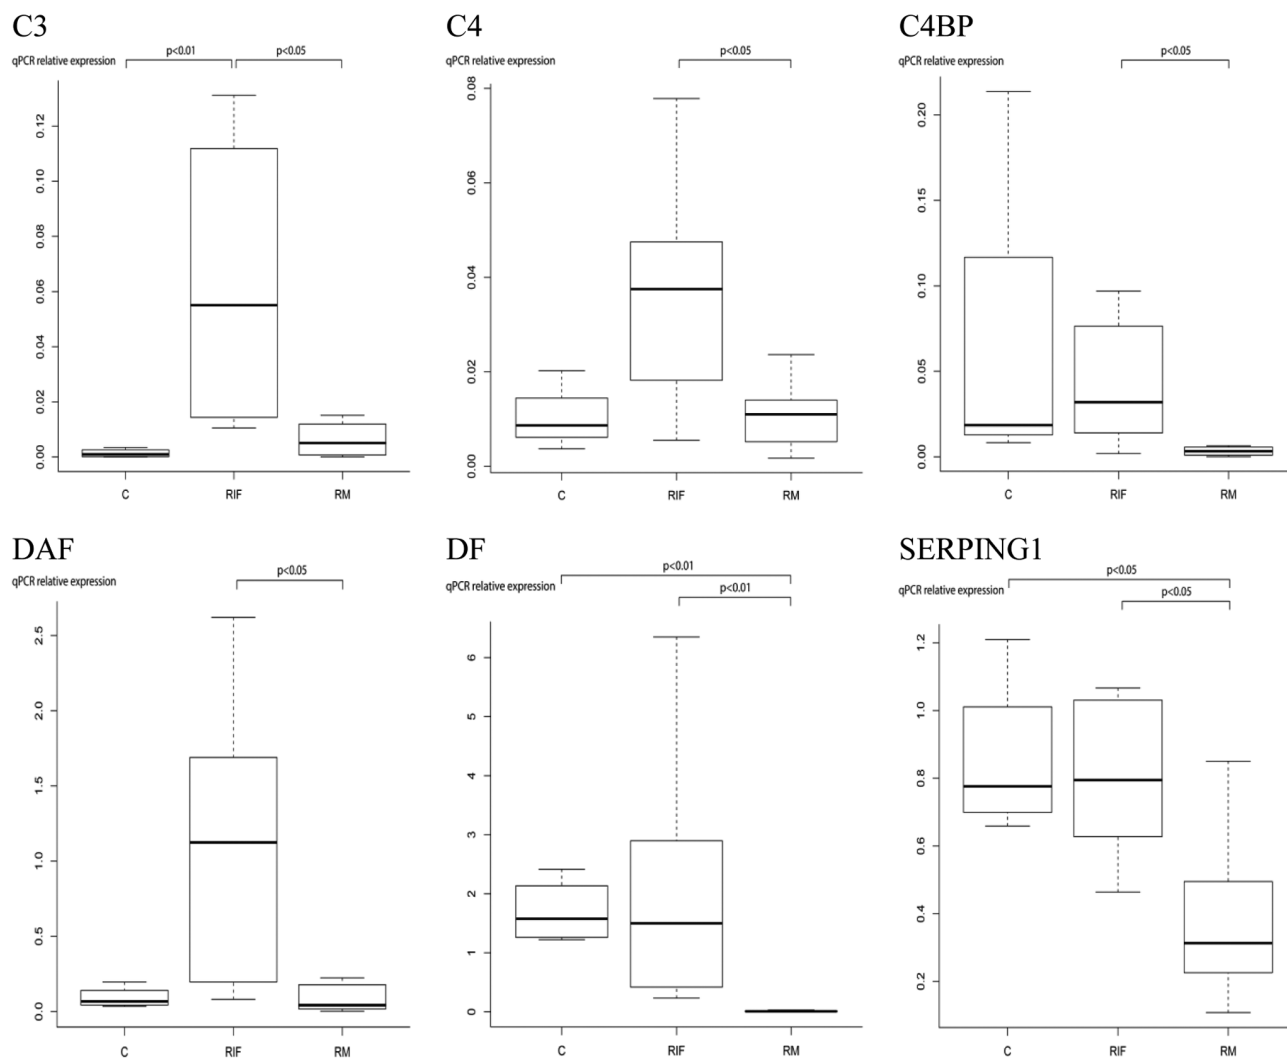 C3
qPCR relative expression
p<0.01
p<0.05
0.12
0.10
0.08
0.06
0.04
0.02
0.00
C RIF RM
C4
qPCR relative expression
p<0.05
0.08
0.06
0.04
0.02
0.00
C RIF RM
C4BP
qPCR relative expression
p<0.05
0.20
0.15
0.10
0.05
0.00
C RIF RM
DAF
qPCR relative expression
p<0.05
2.5
2.0
1.5
1.0
0.5
0.0
C RIF RM
DF
qPCR relative expression
p<0.01
p<0.01
6
5
4
3
2
1
0
C RIF RM
SERPING1
qPCR relative expression
p<0.05
p<0.05
1.2
1.0
0.8
0.6
0.4
0.2
C RIF RM